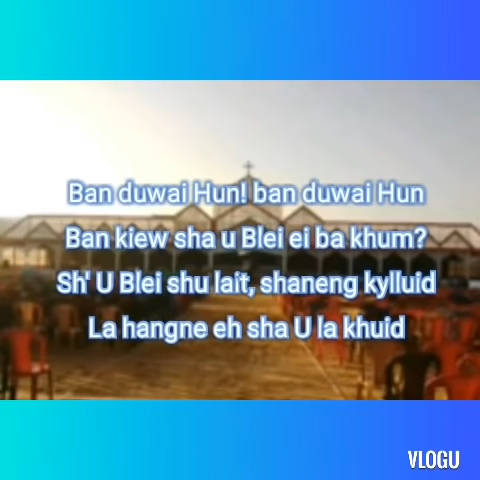 Ban duwai Hun! ban duwai Hun
Ban kiew sha u Blei ei ba khum?
Sh' U Blei shu lait, shaneng kylluid
La hangne eh sha U la khuid
VLOGU